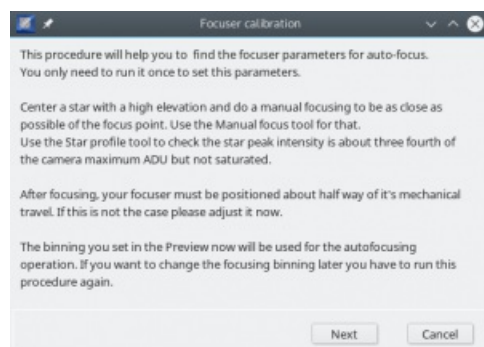 Focuser calibration
This procedure will help you to find the focuser parameters for auto-focus.
You only need to run it once to set this parameters.
Center a star with a high elevation and do a manual focusing to be as close as
possible of the focus point. Use the Manual focus tool for that.
Use the Star profile tool to check the star peak intensity is about three fourth of
the camera maximum ADU but not saturated.
After focusing, your focuser must be positioned about half way of it's mechanical
travel. If this is not the case please adjust it now.
The binning you set in the Preview now will be used for the autofocusing
operation. If you want to change the focusing binning later you have to run this
procedure again.
Next Cancel